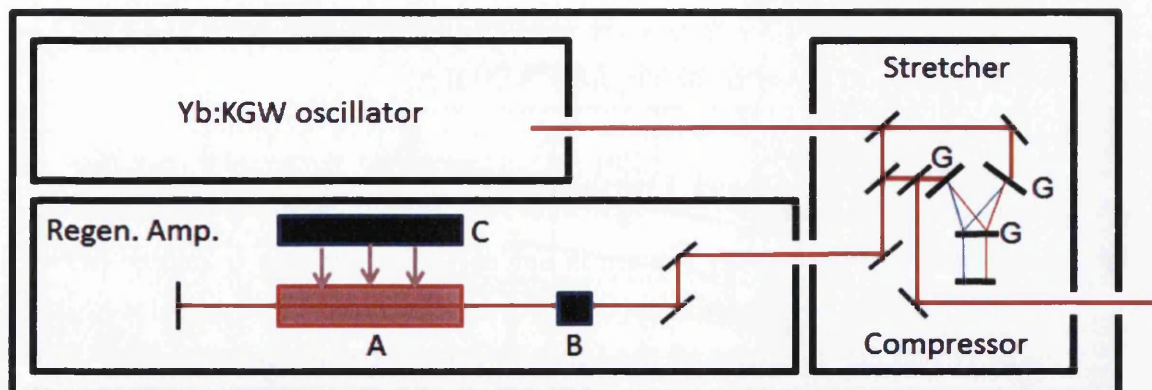 Stretcher
Yb:KGW oscillator
G
G
G
Regen. Amp.
C
A
B
Compressor